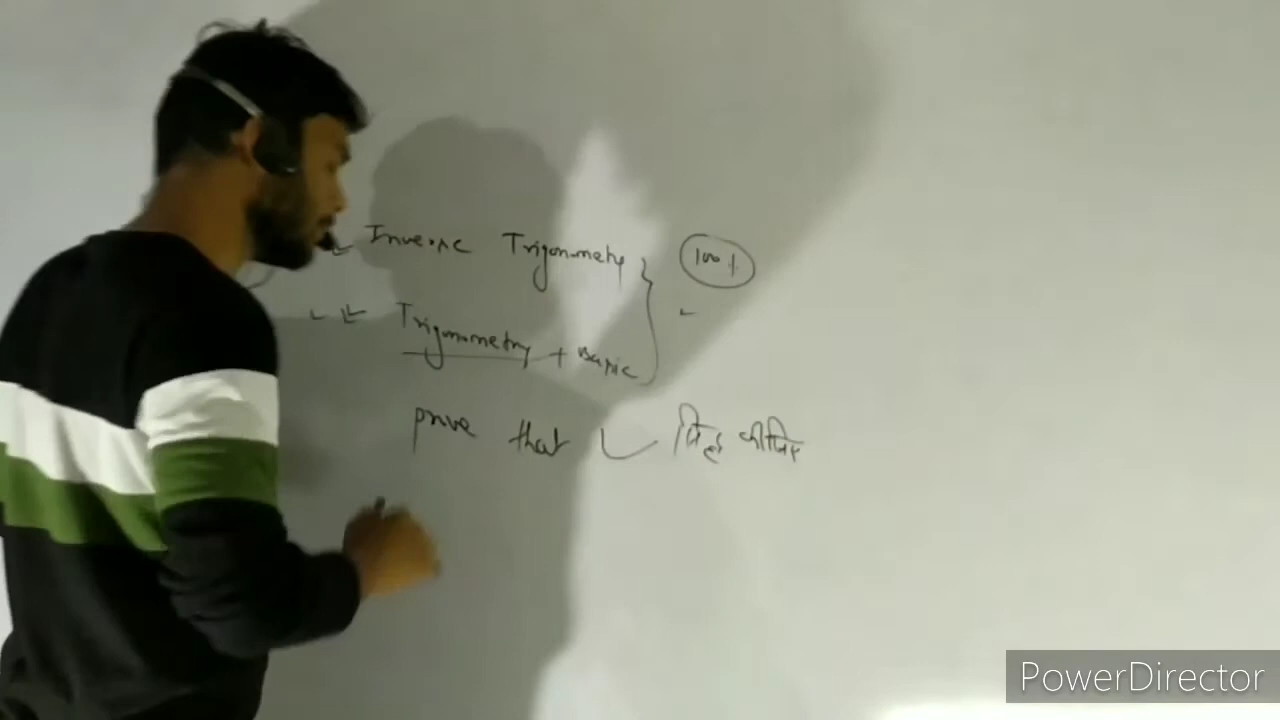 Inverse Trigonometry 100%
Trigonometry + Basic
prove that सिद्ध कीजिए
PowerDirector